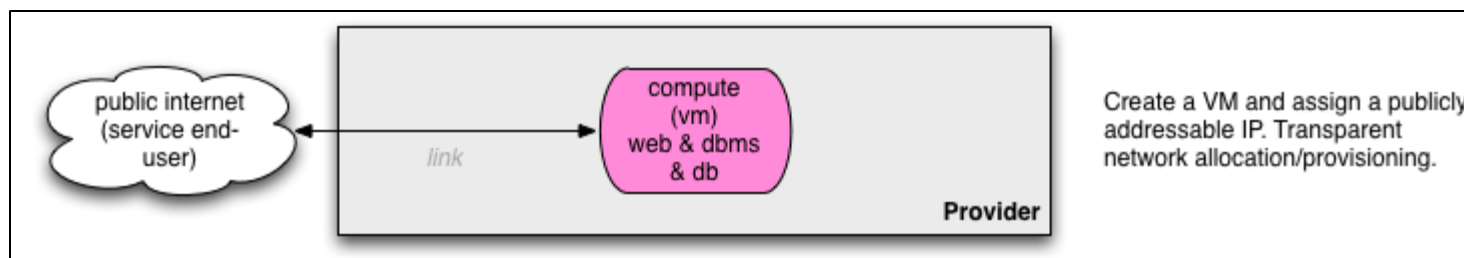 public internet
(service end-
user)
link
compute
(vm)
web & dbms
& db
Provider
Create a VM and assign a publicly
addressable IP. Transparent
network allocation/provisioning.